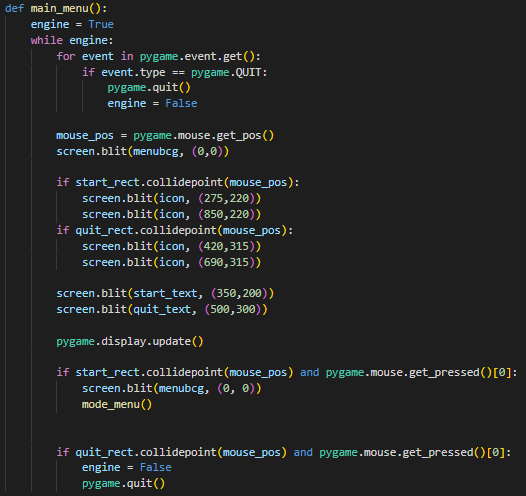 def main_menu():
    engine = True
    while engine:
        for event in pygame.event.get():
            if event.type == pygame.QUIT:
                pygame.quit()
                engine = False
        mouse_pos = pygame.mouse.get_pos()
        screen.blit(menubcg, (0,0))
        if start_rect.collidepoint(mouse_pos):
            screen.blit(icon, (275,220))
            screen.blit(icon, (850,220))
        if quit_rect.collidepoint(mouse_pos):
            screen.blit(icon, (420,315))
            screen.blit(icon, (690,315))
        screen.blit(start_text, (350,200))
        screen.blit(quit_text, (500,300))
        pygame.display.update()
        if start_rect.collidepoint(mouse_pos) and pygame.mouse.get_pressed()[0]:
            screen.blit(menubcg, (0, 0))
            mode_menu()
        if quit_rect.collidepoint(mouse_pos) and pygame.mouse.get_pressed()[0]:
            engine = False
            pygame.quit()